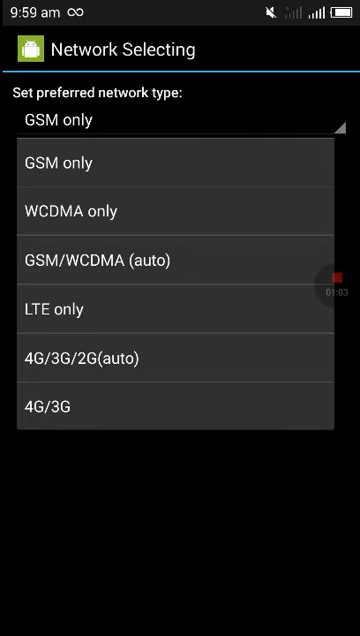 9:59 am
Network Selecting
Set preferred network type:
GSM only
GSM only
WCDMA only
GSM/WCDMA (auto)
LTE only
01:03
4G/3G/2G(auto)
4G/3G